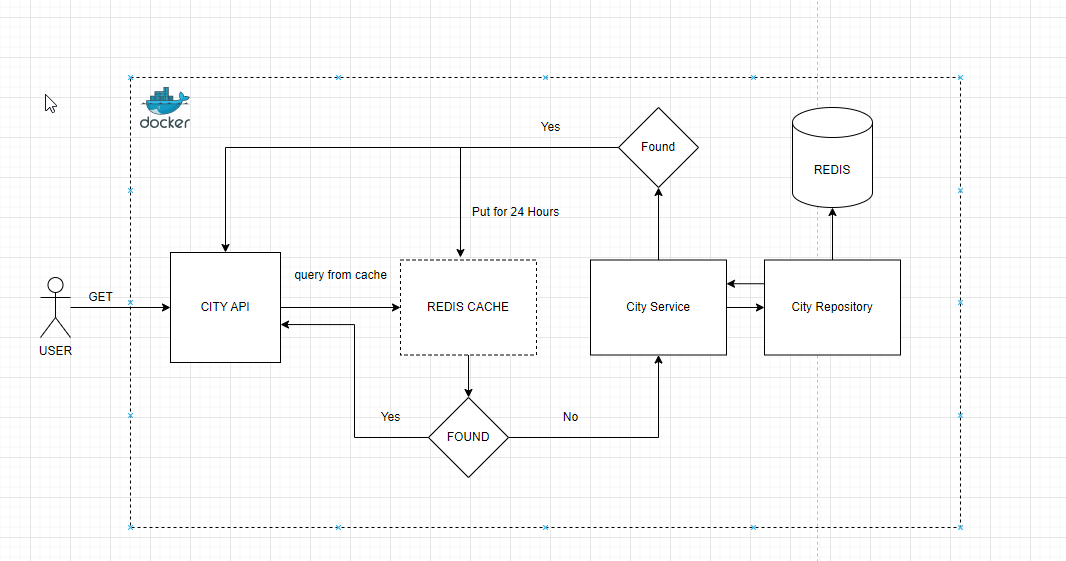 docker
Yes
Found
REDIS
Put for 24 Hours
query from cache
GET
CITY API
REDIS CACHE
City Service
City Repository
USER
Yes
No
FOUND